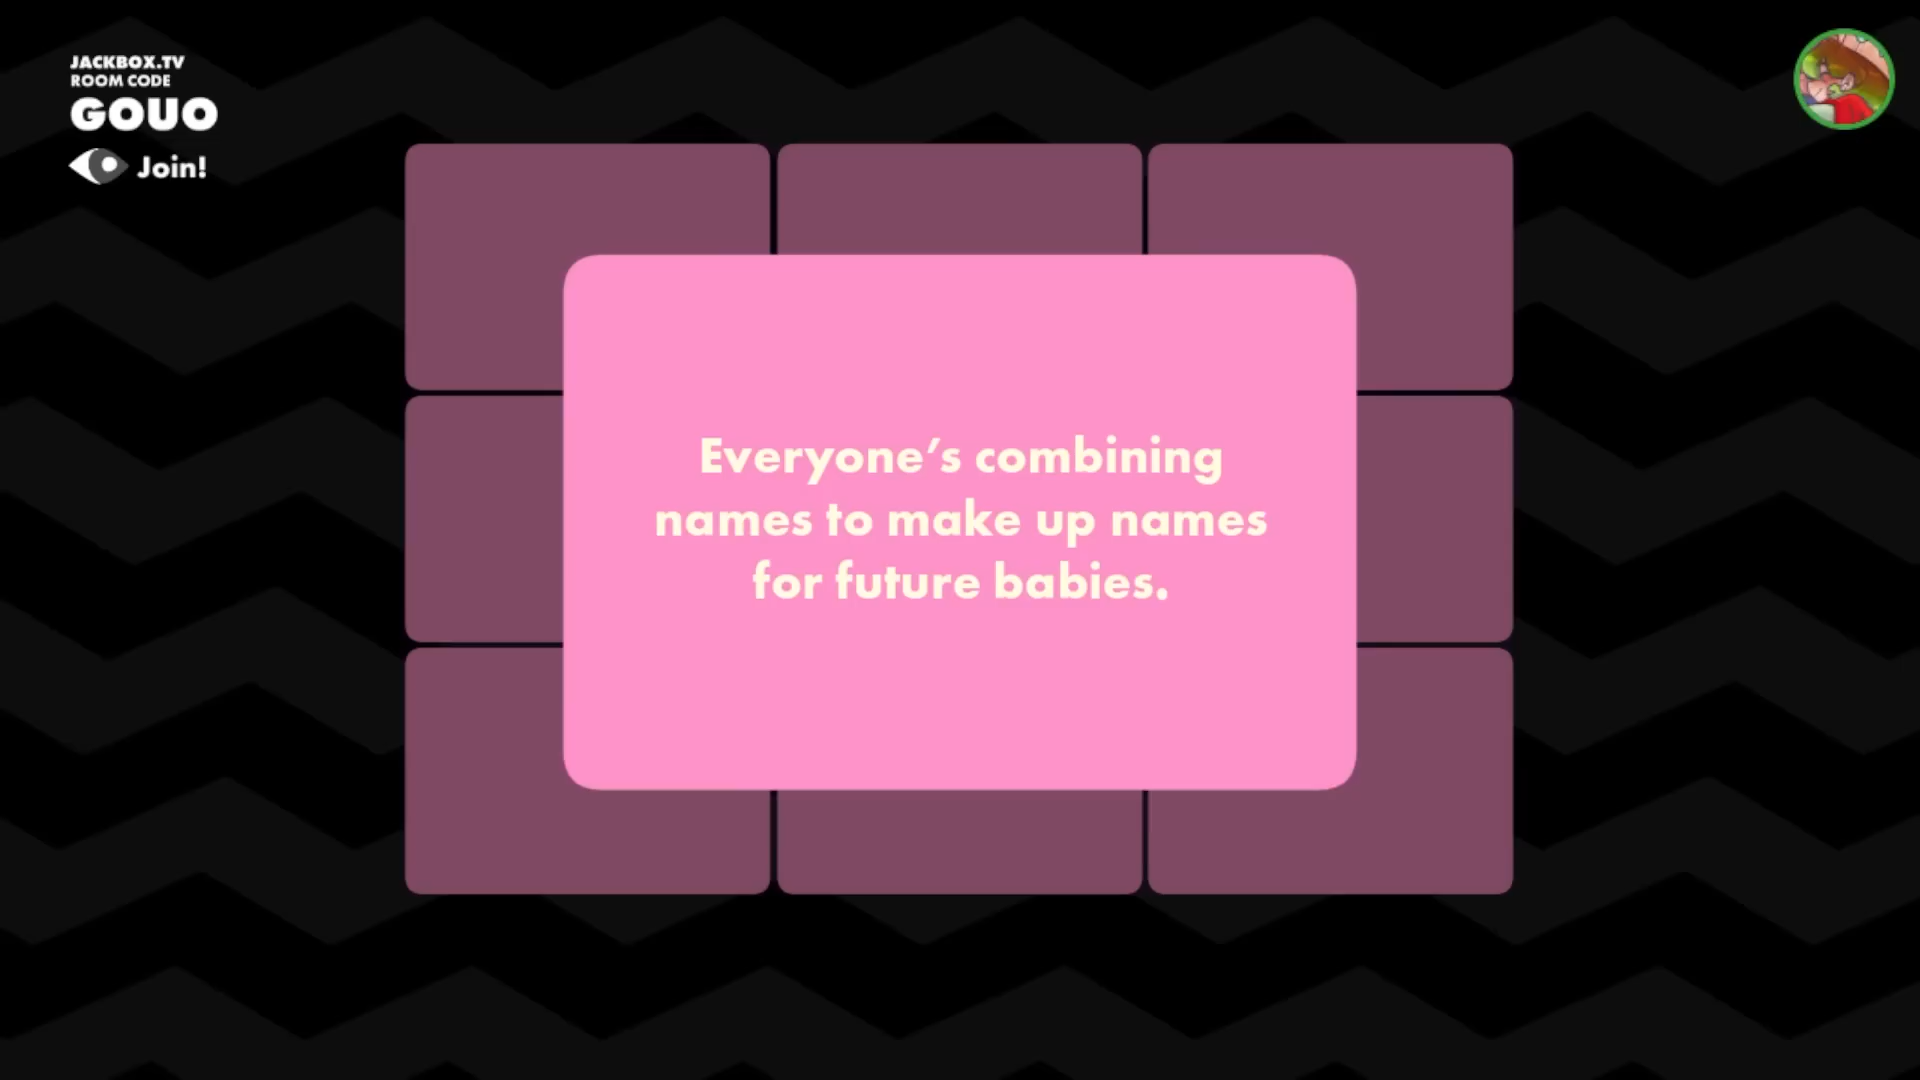 JACKBOX.TV
ROOM CODE
GOUO
Join!
Everyone’s combining
names to make up names
for future babies.